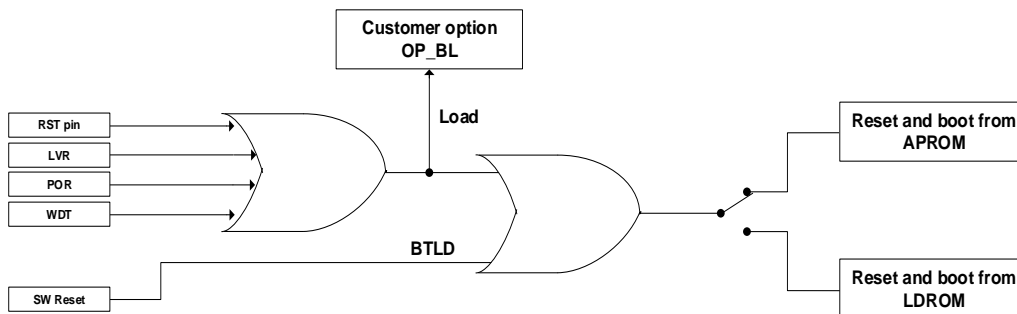 Customer option
OP_BL
Load
RST pin
LVR
POR
WDT
Reset and boot from
APROM
BTLD
SW Reset
Reset and boot from
LDROM